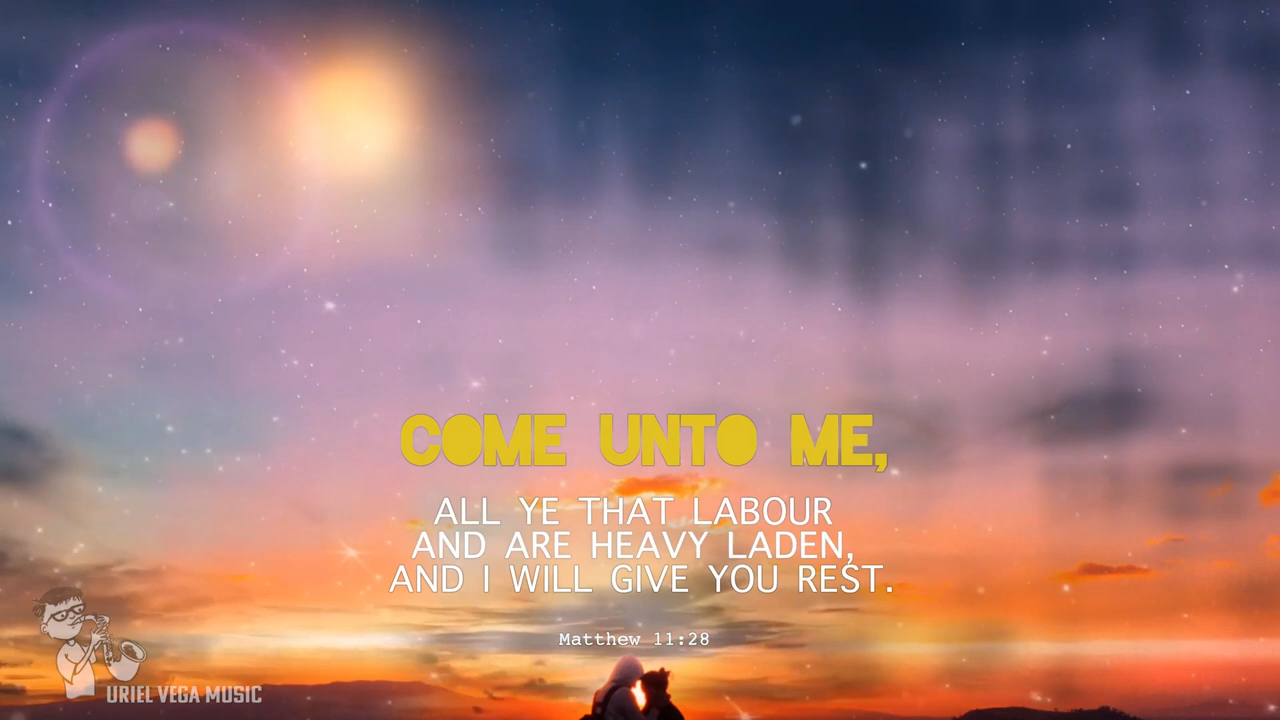 COME UNTO ME,
ALL YE THAT LABOUR
AND ARE HEAVY LADEN,
AND I WILL GIVE YOU REST.
Matthew 11:28
URIEL VEGA MUSIC